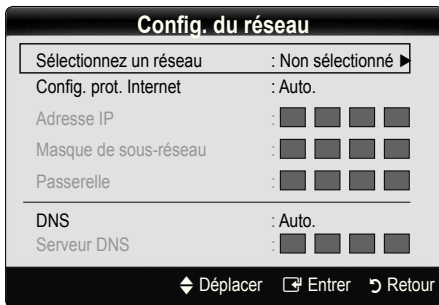 Config. du réseau
Sélectionnez un réseau : Non sélectionné ►
Config. prot. Internet : Auto.
Adresse IP :
Masque de sous-réseau :
Passerelle :
DNS : Auto.
Serveur DNS :
Déplacer Entrer Retour